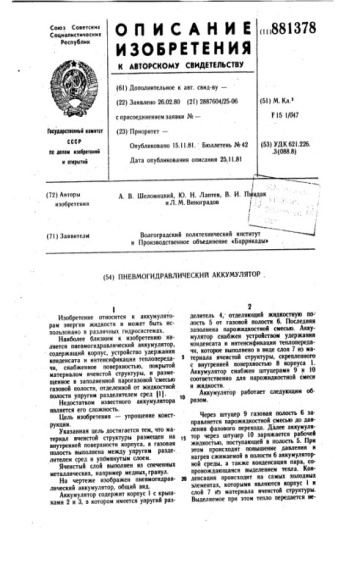 Союз Советских
Социалистических
Республик
Государственный комитет
СССР
по делам изобретений
и открытий
ОПИСАНИЕ
ИЗОБРЕТЕНИЯ
К АВТОРСКОМУ СВИДЕТЕЛЬСТВУ
(11) 881378
(61) Дополнительное к авт. свид-ву —
(22) Заявлено 26.02.80 (21) 2887604/25-06
с присоединением заявки № —
(23) Приоритет —
Опубликовано 15.11.81. Бюллетень № 42
Дата опубликования описания 25.11.81
(51) М. Кл.³
F 15 1/047
(53) УДК 621.226.
.3(088.8)
(72) Авторы
изобретения
А. В. Шеломицкий, Ю. Н. Лаптев, В. И.
и Л. М. Виноградов
(71) Заявители
Волгоградский политехнический институт
и Производственное объединение «Баррикады»
(54) ПНЕВМОГИДРАВЛИЧЕСКИЙ АККУМУЛЯТОР
1
Изобретение относится к аккумуляторам
энергии жидкости и может быть использовано
в различных гидросистемах.
Наиболее близким к изобретению является
пневмогидравлический аккумулятор,
содержащий корпус, устройство удержания
конденсата и интенсификации теплопередачи,
снабженное поверхностью, покрытой
материалом ячеистой структуры, и размещенное
в заполненной парогазовой смесью
газовой полости, отделенной от жидкостной
полости упругим разделителем сред [1].
Недостатком известного аккумулятора
является его сложность.
Цель изобретения — упрощение конструкции.
Указанная цель достигается тем, что материал
ячеистой структуры размещен на
внутренней поверхности корпуса, а газовая
полость выполнена между упругим разделителем
сред и упомянутым слоем.
Ячеистый слой выполнен из спеченных
металлических, например медных, гранул.
На чертеже изображен пневмогидравлический
аккумулятор, общий вид.
Аккумулятор содержит корпус 1 с крышками
2 и 3, в котором имеется упругий раз-
2
делитель 4, отделяющий жидкостную полость
5 от газовой полости 6. Последняя
заполнена парожидкостной смесью. Аккумулятор
снабжен устройством удержания
конденсата и интенсификации теплопередачи,
которое выполнено в виде слоя 7 из материала
ячеистой структуры, скрепленного
с внутренней поверхностью 8 корпуса 1.
Аккумулятор снабжен штуцерами 9 и 10
соответственно для парожидкостной смеси
и жидкости.
Аккумулятор работает следующим образом.
Через штуцер 9 газовая полость 6 заправляется
парожидкостной смесью до давления
фазового перехода. Далее аккумулятор
через штуцер 10 заряжается рабочей
жидкостью, поступающей в полость 5. При
этом происходит повышение давления и
нагрев сжимаемой в полости 6 аккумуляторной
среды, а также конденсация пара, сопровождающаяся
выделением тепла. Конденсация
происходит на самых холодных
элементах, которыми являются корпус 1 и
слой 7 из материала ячеистой структуры.
Выделяемое при этом тепло передается не-